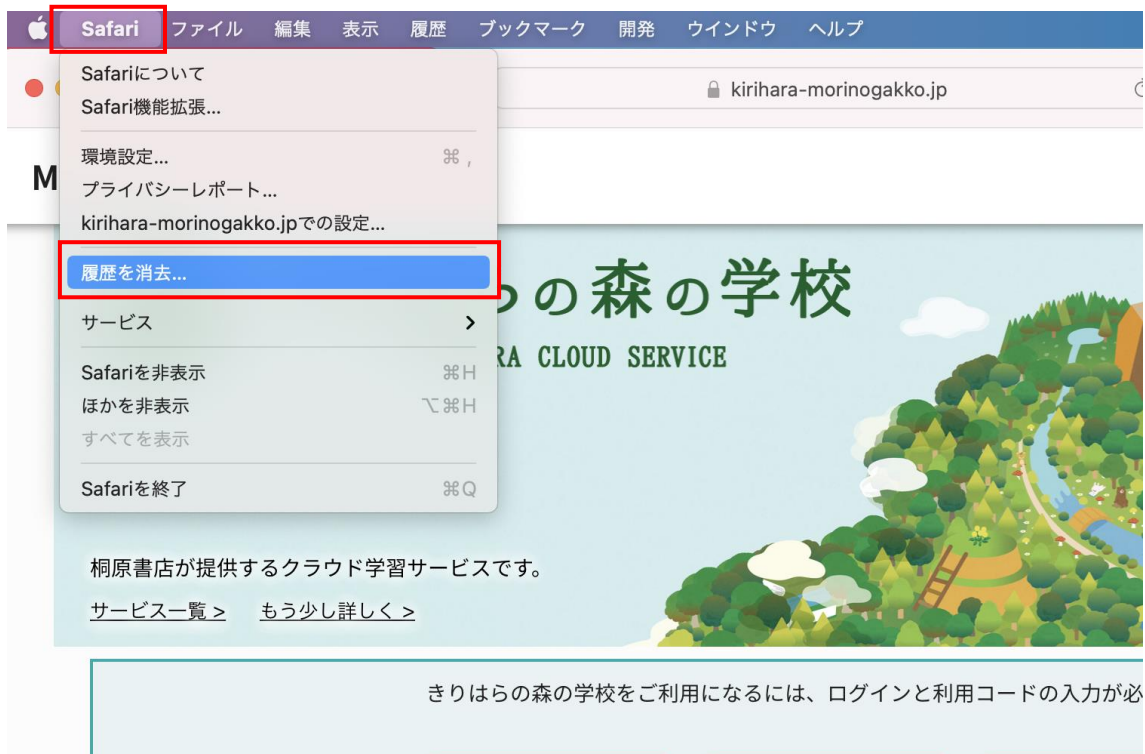 Safari ファイル 編集 表示 履歴 ブックマーク 開発 ウインドウ ヘルプ
Safariについて
Safari機能拡張...
環境設定... ⌘ ,
プライバシーレポート...
kirihara-morinogakko.jpでの設定...
履歴を消去...
サービス
Safariを非表示 ⌘H
ほかを非表示 ⌥⌘H
すべてを表示
Safariを終了 ⌘Q
kirihara-morinogakko.jp
M
らの森の学校
RA CLOUD SERVICE
桐原書店が提供するクラウド学習サービスです。
サービス一覧 > もう少し詳しく >
きりはらの森の学校をご利用になるには、ログインと利用コードの入力が必